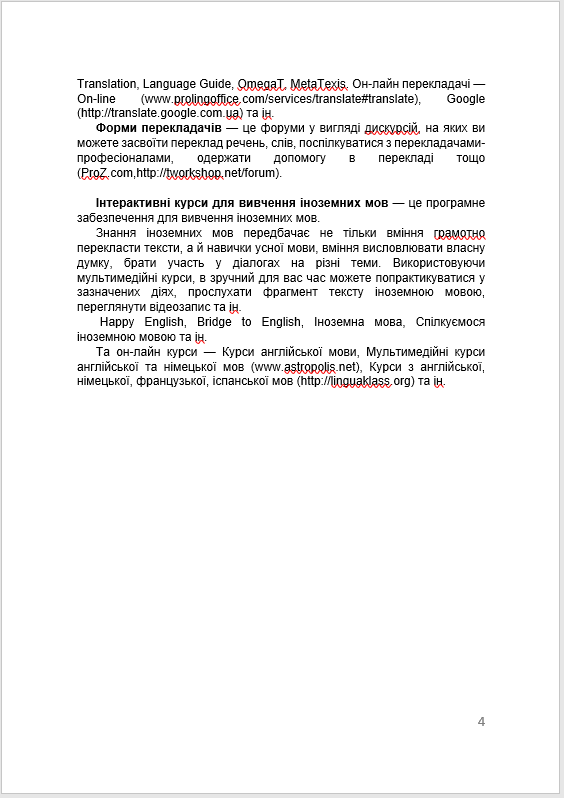 Translation, Language Guide, OmegaT, MetaTexis. Он-лайн перекладачі —
On-line (www.prolingoffice.com/services/translate#translate), Google
(http://translate.google.com.ua) та ін.
Форми перекладачів — це форуми у вигляді дискурсій, на яких ви
можете засвоїти переклад речень, слів, поспілкуватися з перекладачами-
професіоналами, одержати допомогу в перекладі тощо
(ProZ.com,http://tworkshop.net/forum).
Інтерактивні курси для вивчення іноземних мов — це програмне
забезпечення для вивчення іноземних мов.
Знання іноземних мов передбачає не тільки вміння грамотно
перекласти тексти, а й навички усної мови, вміння висловлювати власну
думку, брати участь у діалогах на різні теми. Використовуючи
мультимедійні курси, в зручний для вас час можете попрактикуватися у
зазначених діях, прослухати фрагмент тексту іноземною мовою,
переглянути відеозапис та ін.
Happy English, Bridge to English, Іноземна мова, Спілкуємося
іноземною мовою та ін.
Та он-лайн курси — Курси англійської мови, Мультимедійні курси
англійської та німецької мов (www.astropolis.net), Курси з англійської,
німецької, французької, іспанської мов (http://linguaklass.org) та ін.
4